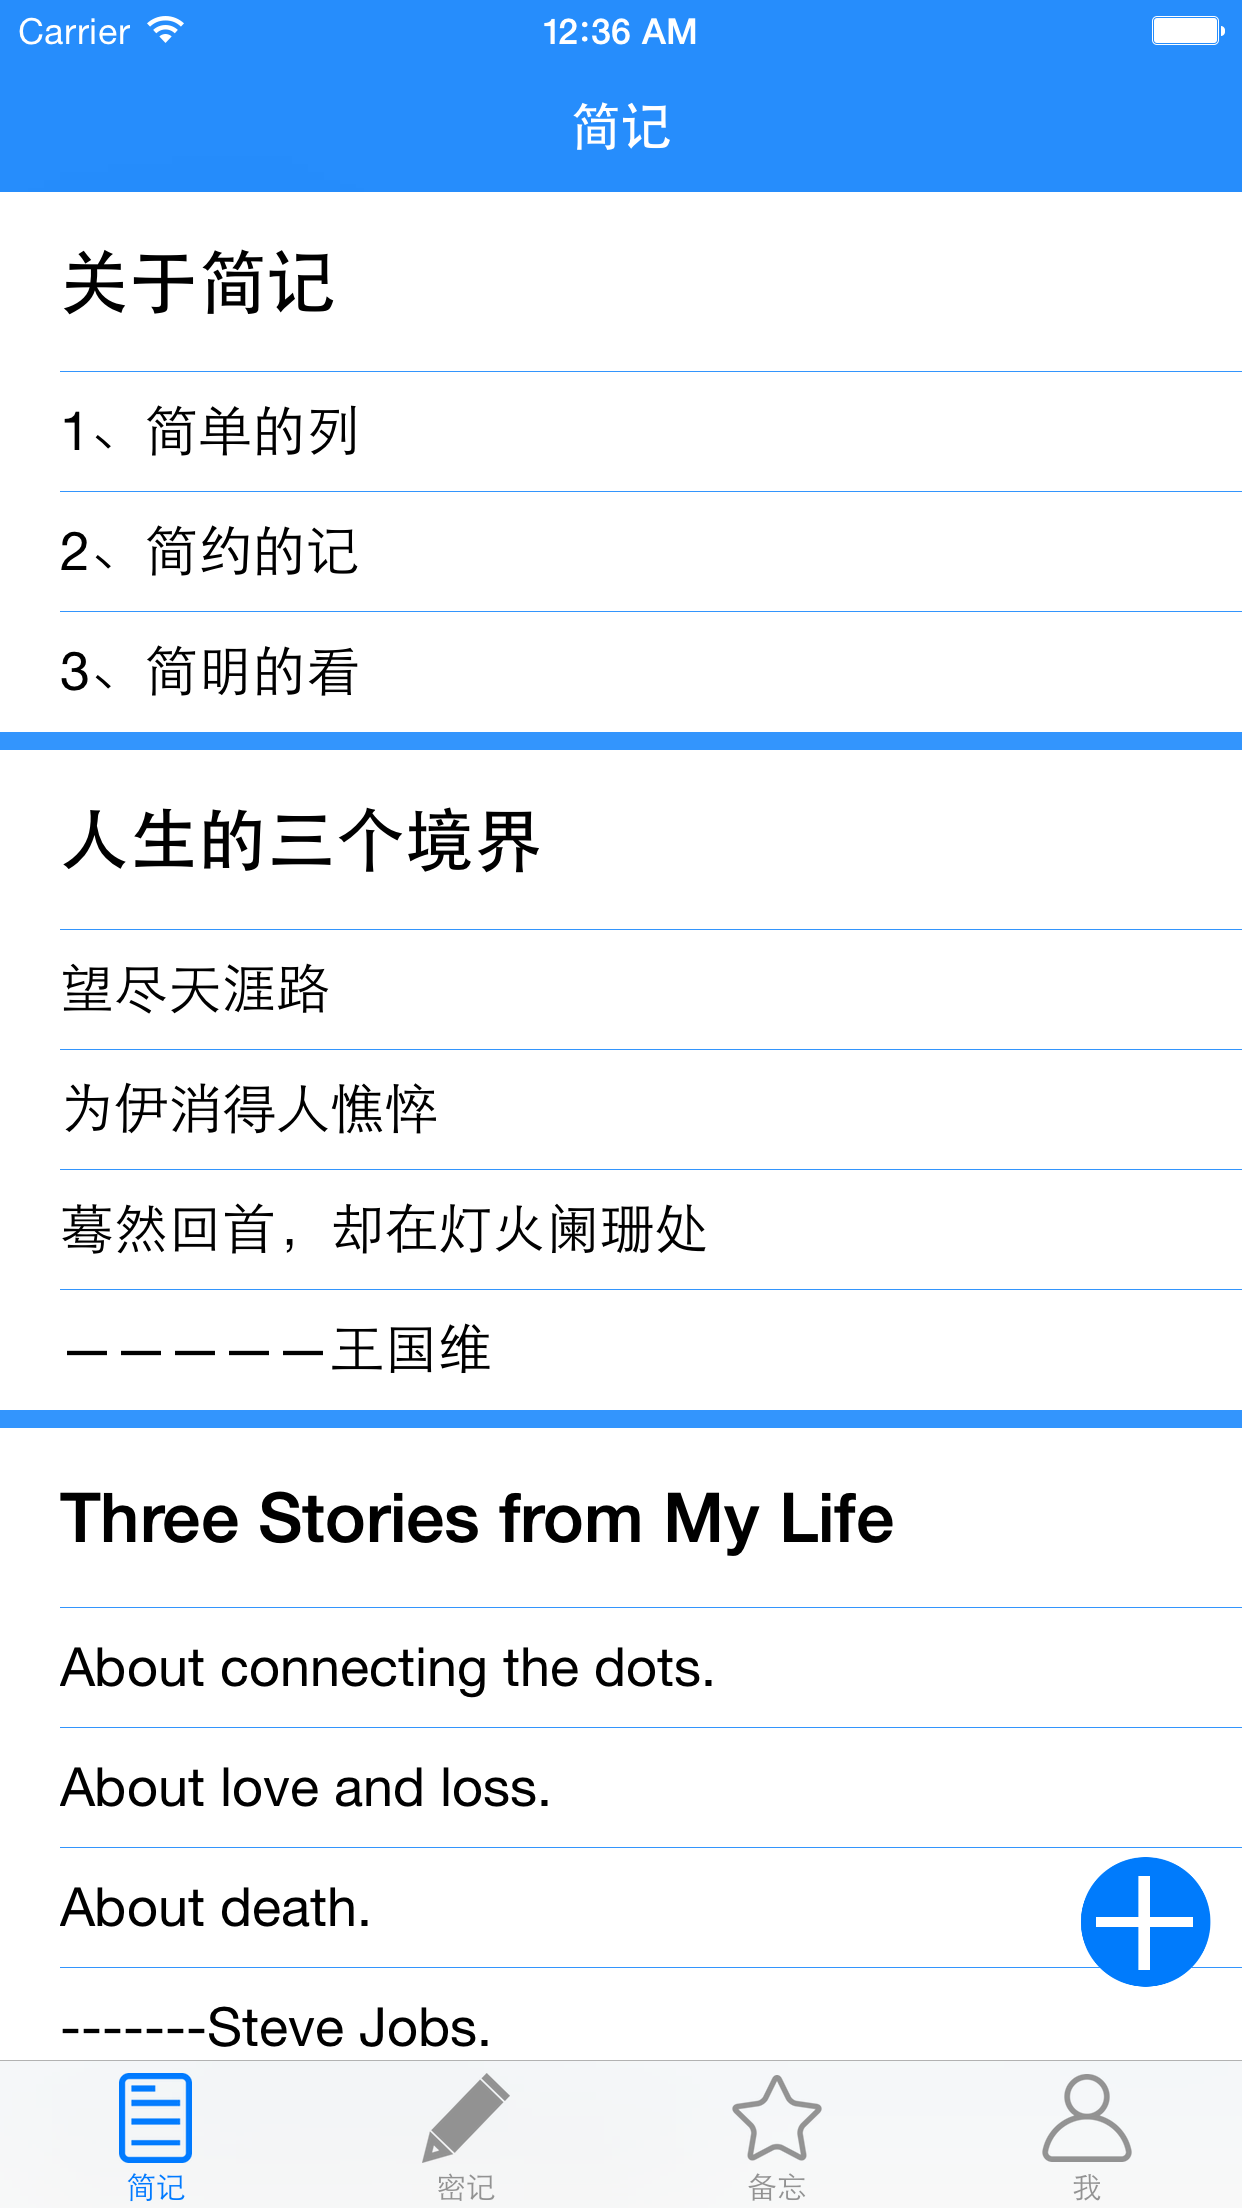 Carrier 12:36 AM
简记
关于简记
1、简单的列
2、简约的记
3、简明的看
人生的三个境界
望尽天涯路
为伊消得人憔悴
蓦然回首，却在灯火阑珊处
—————王国维
Three Stories from My Life
About connecting the dots.
About love and loss.
About death.
-------Steve Jobs.
简记 密记 备忘 我